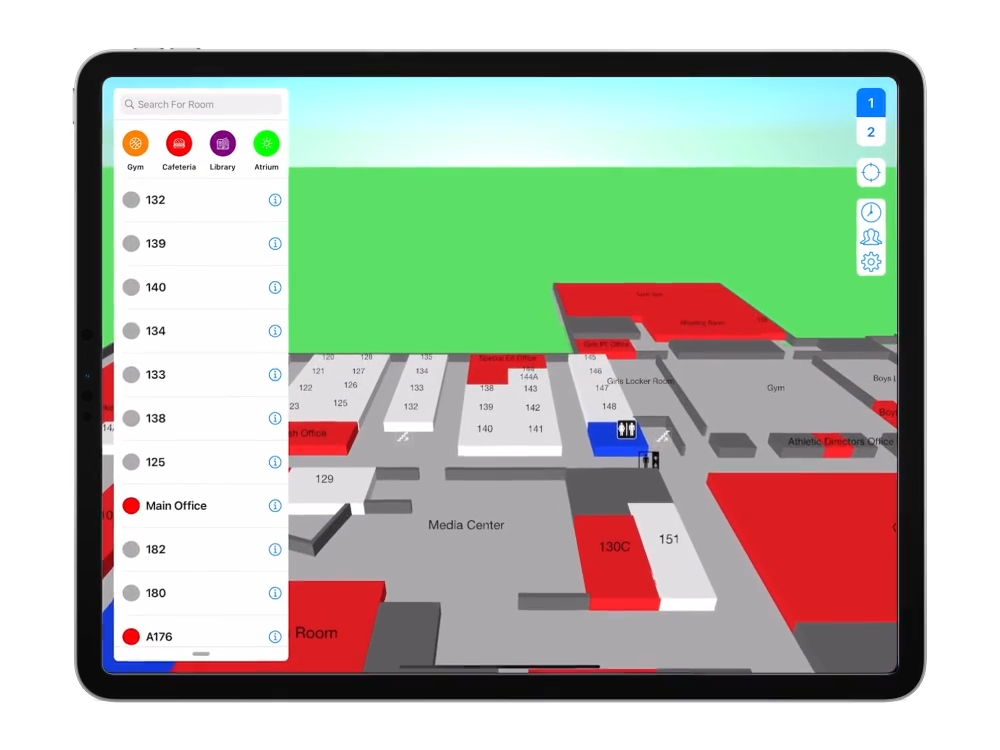 Search For Room
Gym Cafeteria Library Atrium
132
139
140
134
133
138
125
Main Office
182
180
A176
1
2
120 128 135 Special Ed Office 145
121 127 134 144A 146
122 126 133 138 143 147 Girls Locker Room Gym Boys L
23 125 132 139 142 148
140 141
Office
Athletic Directors Office
129
Media Center
130C
151
Room